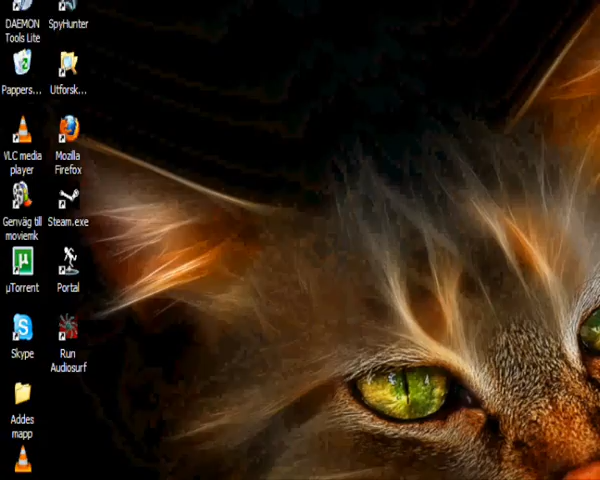 DAEMON
Tools Lite
SpyHunter
Pappers...
Utforsk...
VLC media
player
Mozilla
Firefox
Genväg till
moviemk
Steam.exe
µTorrent
Portal
Skype
Run
Audiosurf
Addes
mapp